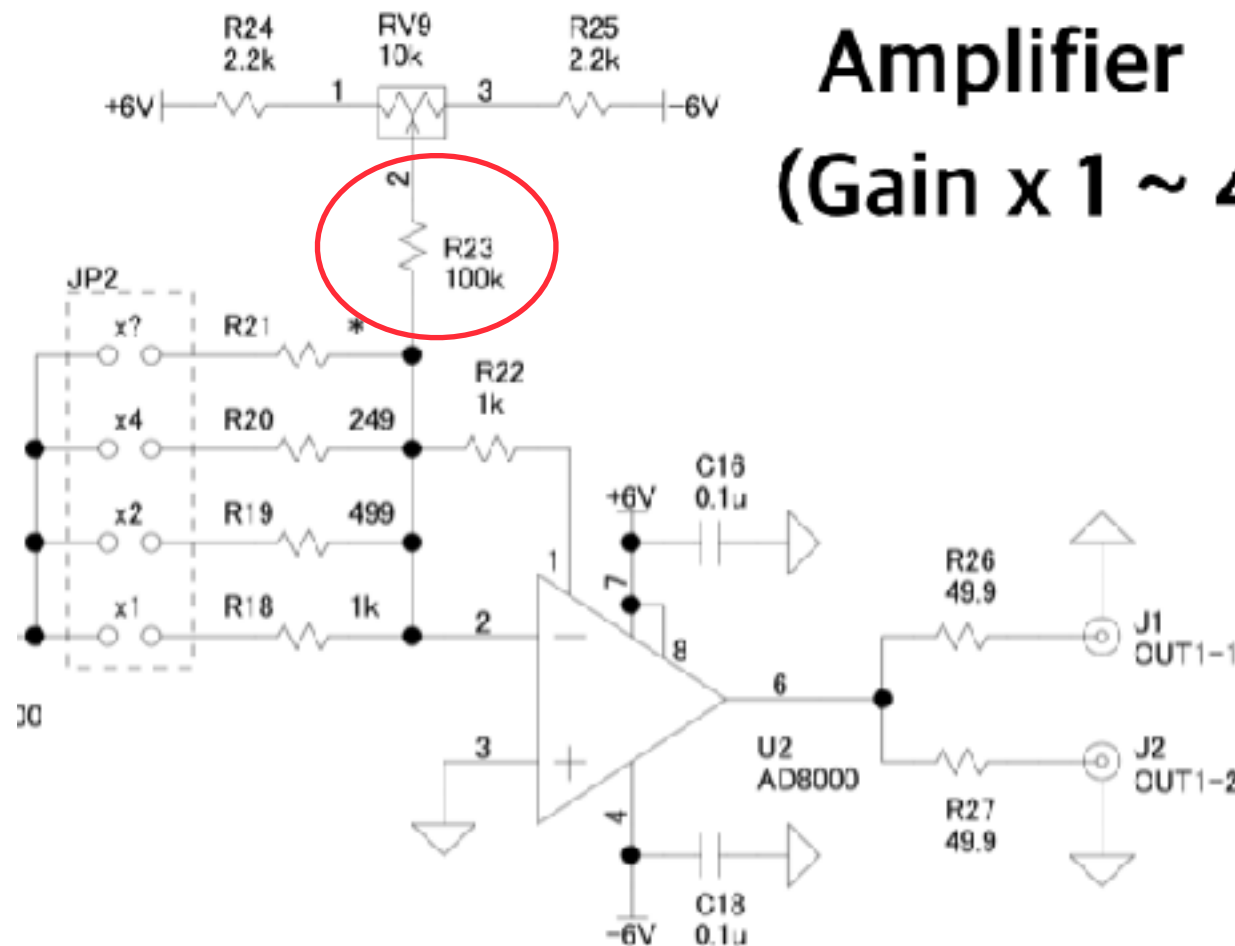 R24
2.2k
RV9
10k
R25
2.2k
Amplifier
(Gain x 1 ~ 4
+6V
1
3
-6V
2
R23
100k
JP2
x?
R21
*
R22
1k
x4
R20
249
x2
R19
499
x1
R18
1k
+6V
C16
0.1u
1
7
8
2
3
6
4
U2
AD8000
R26
49.9
J1
OUT1-1
J2
OUT1-2
R27
49.9
C18
0.1u
-6V
00